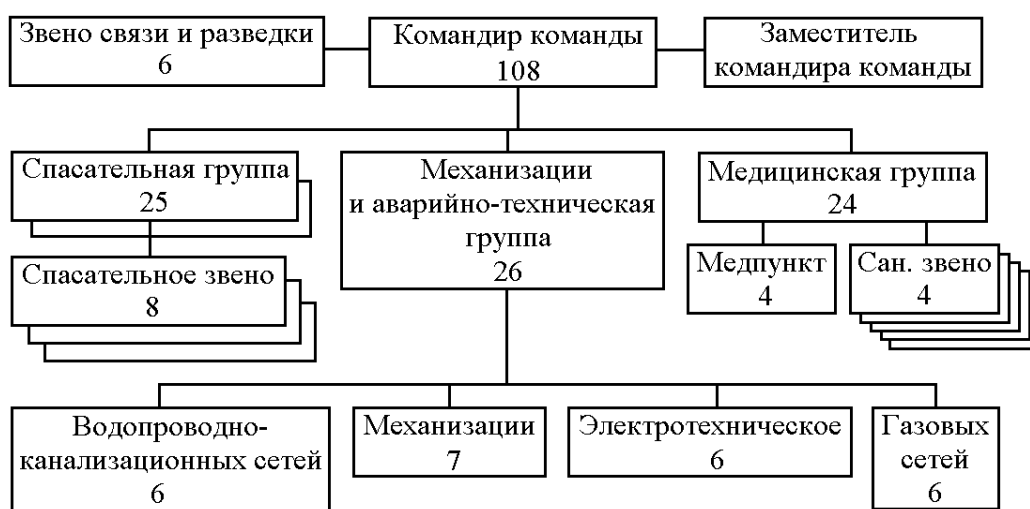 Звено связи и разведки
6
Командир команды
108
Заместитель
командира команды
Спасательная группа
25
Механизации
и аварийно-техническая
группа
26
Медицинская группа
24
Спасательное звено
8
Медпункт
4
Сан. звено
4
Водопроводно-
канализационных сетей
6
Механизации
7
Электротехническое
6
Газовых
сетей
6